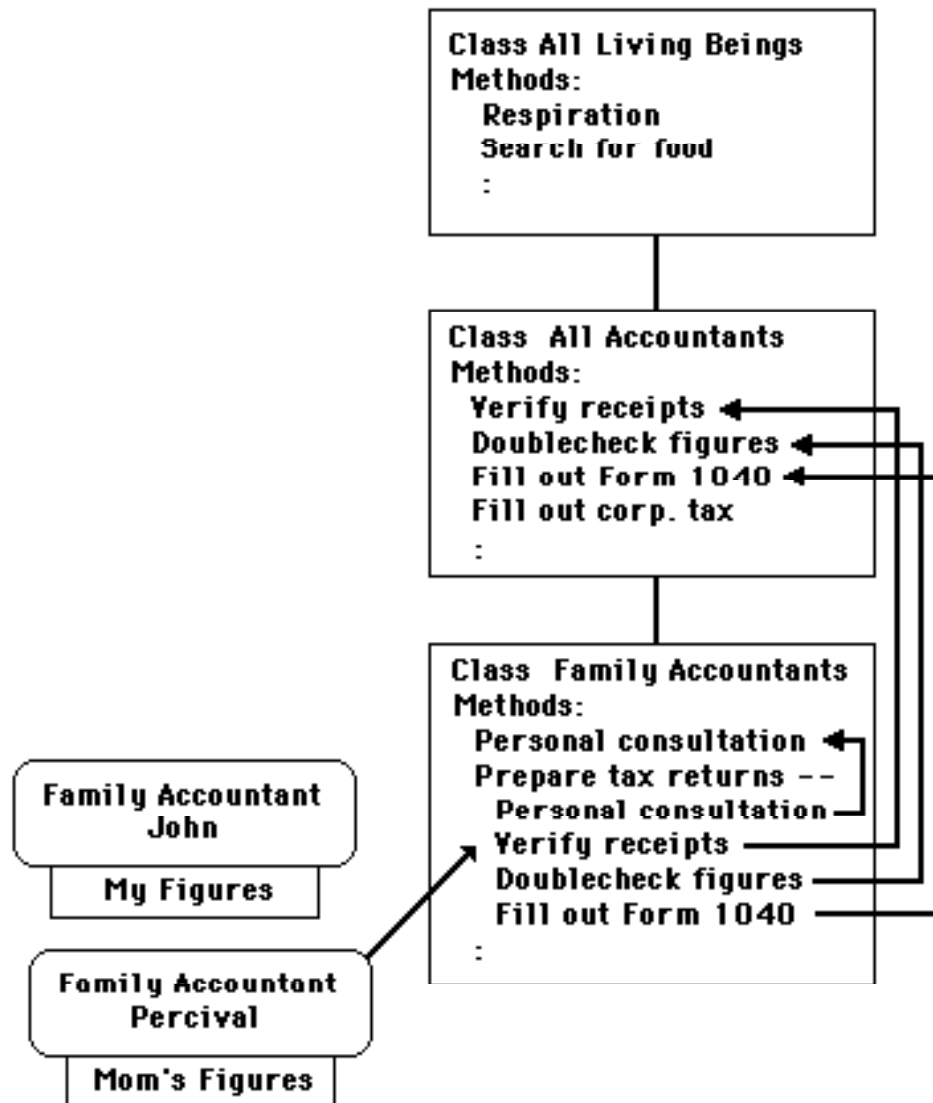 Class All Living Beings
Methods:
Respiration
Search for food
:
Class All Accountants
Methods:
Verify receipts
Doublecheck figures
Fill out Form 1040
Fill out corp. tax
:
Class Family Accountants
Methods:
Personal consultation
Prepare tax returns --
Personal consultation
Verify receipts
Doublecheck figures
Fill out Form 1040
:
Family Accountant
John
My Figures
Family Accountant
Percival
Mom's Figures